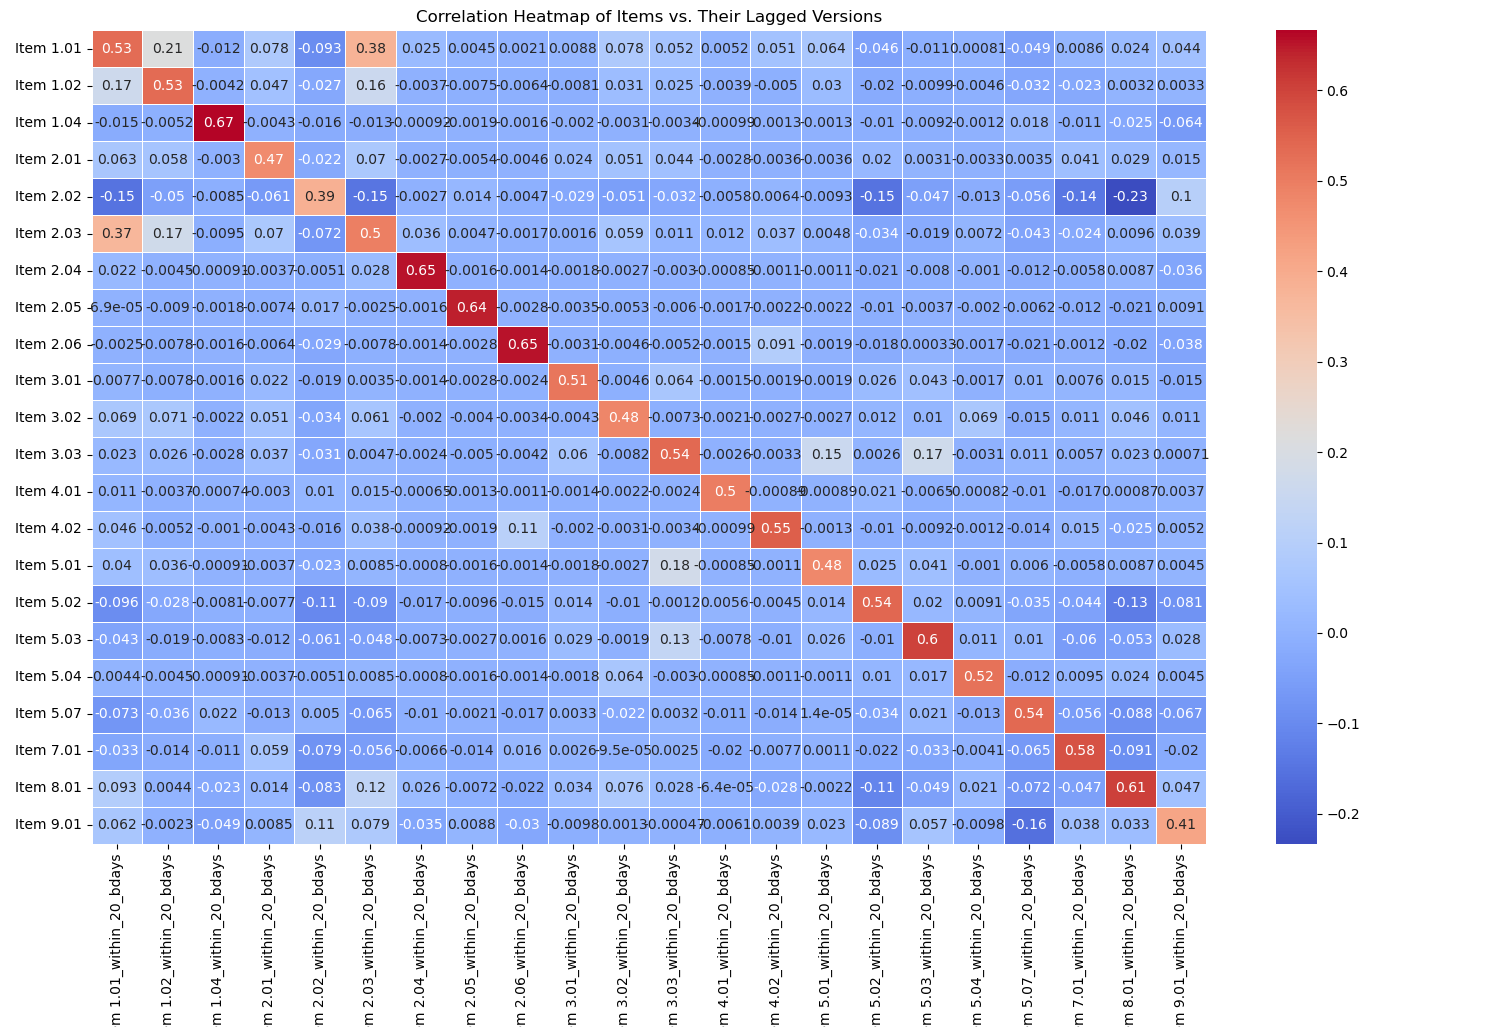 Correlation Heatmap of Items vs. Their Lagged Versions
Item 1.01 0.53 0.21 -0.012 0.078 -0.093 0.38 0.025 0.0045 0.0021 0.0088 0.078 0.052 0.0052 0.051 0.064 -0.046 -0.011 0.00081 -0.049 0.0086 0.024 0.044
Item 1.02 0.17 0.53 -0.0042 0.047 -0.027 0.16 -0.0037 -0.0075 -0.0064 -0.0081 0.031 0.025 -0.0039 -0.005 0.03 -0.02 -0.0099 -0.0046 -0.032 -0.023 0.0032 0.0033
Item 1.04 -0.015 -0.0052 0.67 -0.0043 -0.016 -0.013 -0.00092 -0.0019 -0.0016 -0.002 -0.0031 -0.0034 -0.00099 -0.0013 -0.0013 -0.01 -0.0092 -0.0012 0.018 -0.011 -0.025 -0.064
Item 2.01 0.063 0.058 -0.003 0.47 -0.022 0.07 -0.0027 -0.0054 -0.0046 0.024 0.051 0.044 -0.0028 -0.0036 -0.0036 0.02 0.0031 -0.0033 0.0035 0.041 0.029 0.015
Item 2.02 -0.15 -0.05 -0.0085 -0.061 0.39 -0.15 -0.0027 0.014 -0.0047 -0.029 -0.051 -0.032 -0.0058 0.0064 -0.0093 -0.15 -0.047 -0.013 -0.056 -0.14 -0.23 0.1
Item 2.03 0.37 0.17 -0.0095 0.07 -0.072 0.5 0.036 0.0047 -0.0017 0.0016 0.059 0.011 0.012 0.037 0.0048 -0.034 -0.019 0.0072 -0.043 -0.024 0.0096 0.039
Item 2.04 0.022 -0.0045 -0.00091 -0.0037 -0.0051 0.028 0.65 -0.0016 -0.0014 -0.0018 -0.0027 -0.003 -0.00085 -0.0011 -0.0011 -0.021 -0.008 -0.001 -0.012 -0.0058 0.0087 -0.036
Item 2.05 -6.9e-05 -0.009 -0.0018 -0.0074 0.017 -0.0025 -0.0016 0.64 -0.0028 -0.0035 -0.0053 -0.006 -0.0017 -0.0022 -0.0022 -0.01 -0.0037 -0.002 -0.0062 -0.012 -0.021 0.0091
Item 2.06 -0.0025 -0.0078 -0.0016 -0.0064 -0.029 -0.0078 -0.0014 -0.0028 0.65 -0.0031 -0.0046 -0.0052 -0.0015 0.091 -0.0019 -0.018 0.00033 -0.0017 -0.021 -0.0012 -0.02 -0.038
Item 3.01 0.0077 -0.0078 -0.0016 0.022 -0.019 0.0035 -0.0014 -0.0028 -0.0024 0.51 -0.0046 0.064 -0.0015 -0.0019 -0.0019 0.026 0.043 -0.0017 0.01 0.0076 0.015 -0.015
Item 3.02 0.069 0.071 -0.0022 0.051 -0.034 0.061 -0.002 -0.004 -0.0034 -0.0043 0.48 -0.0073 -0.0021 -0.0027 -0.0027 0.012 0.01 0.069 -0.015 0.011 0.046 0.011
Item 3.03 0.023 0.026 -0.0028 0.037 -0.031 0.0047 -0.0024 -0.005 -0.0042 0.06 -0.0082 0.54 -0.0026 -0.0033 0.15 0.0026 0.17 -0.0031 0.011 0.0057 0.023 0.00071
Item 4.01 0.011 -0.0037 -0.00074 -0.003 0.01 0.015 -0.00065 -0.0013 -0.0011 -0.0014 -0.0022 -0.0024 0.5 -0.00089 -0.00089 0.021 -0.0065 -0.00082 -0.01 -0.017 0.00087 0.0037
Item 4.02 0.046 -0.0052 -0.001 -0.0043 -0.016 0.038 -0.00092 -0.0019 0.11 -0.002 -0.0031 -0.0034 -0.00099 0.55 -0.0013 -0.01 -0.0092 -0.0012 -0.014 0.015 -0.025 0.0052
Item 5.01 0.04 0.036 -0.00091 -0.0037 -0.023 0.0085 -0.0008 -0.0016 -0.0014 -0.0018 -0.0027 0.18 -0.00085 -0.0011 0.48 0.025 0.041 -0.001 0.006 -0.0058 0.0087 0.0045
Item 5.02 -0.096 -0.028 -0.0081 -0.0077 -0.11 -0.09 -0.017 -0.0096 -0.015 0.014 -0.01 -0.0012 0.0056 -0.0045 0.014 0.54 0.02 0.0091 -0.035 -0.044 -0.13 -0.081
Item 5.03 -0.043 -0.019 -0.0083 -0.012 -0.061 -0.048 -0.0073 -0.0027 0.0016 0.029 -0.0019 0.13 -0.0078 -0.01 0.026 -0.01 0.6 0.011 0.01 -0.06 -0.053 0.028
Item 5.04 0.0044 -0.0045 -0.00091 -0.0037 -0.0051 0.0085 -0.0008 -0.0016 -0.0014 -0.0018 0.064 -0.003 -0.00085 -0.0011 -0.0011 0.01 0.017 0.52 -0.012 0.0095 0.024 0.0045
Item 5.07 -0.073 -0.036 0.022 -0.013 0.005 -0.065 -0.01 -0.0021 -0.017 0.0033 -0.022 0.0032 -0.011 -0.014 1.4e-05 -0.034 0.021 -0.013 0.54 -0.056 -0.088 -0.067
Item 7.01 -0.033 -0.014 -0.011 0.059 -0.079 -0.056 -0.0066 -0.014 0.016 0.0026 -9.5e-05 0.0025 -0.02 -0.0077 0.0011 -0.022 -0.033 -0.0041 -0.065 0.58 -0.091 -0.02
Item 8.01 0.093 0.0044 -0.023 0.014 -0.083 0.12 0.026 -0.0072 -0.022 0.034 0.076 0.028 -6.4e-05 -0.028 -0.0022 -0.11 -0.049 0.021 -0.072 -0.047 0.61 0.047
Item 9.01 0.062 -0.0023 -0.049 0.0085 0.11 0.079 -0.035 0.0088 -0.03 -0.0098 0.0013 -0.00047 -0.0061 0.0039 0.023 -0.089 0.057 -0.0098 -0.16 0.038 0.033 0.41
m 1.01_within_20_bdays
m 1.02_within_20_bdays
m 1.04_within_20_bdays
m 2.01_within_20_bdays
m 2.02_within_20_bdays
m 2.03_within_20_bdays
m 2.04_within_20_bdays
m 2.05_within_20_bdays
m 2.06_within_20_bdays
m 3.01_within_20_bdays
m 3.02_within_20_bdays
m 3.03_within_20_bdays
m 4.01_within_20_bdays
m 4.02_within_20_bdays
m 5.01_within_20_bdays
m 5.02_within_20_bdays
m 5.03_within_20_bdays
m 5.04_within_20_bdays
m 5.07_within_20_bdays
m 7.01_within_20_bdays
m 8.01_within_20_bdays
m 9.01_within_20_bdays
0.6
0.5
0.4
0.3
0.2
0.1
0.0
−0.1
−0.2